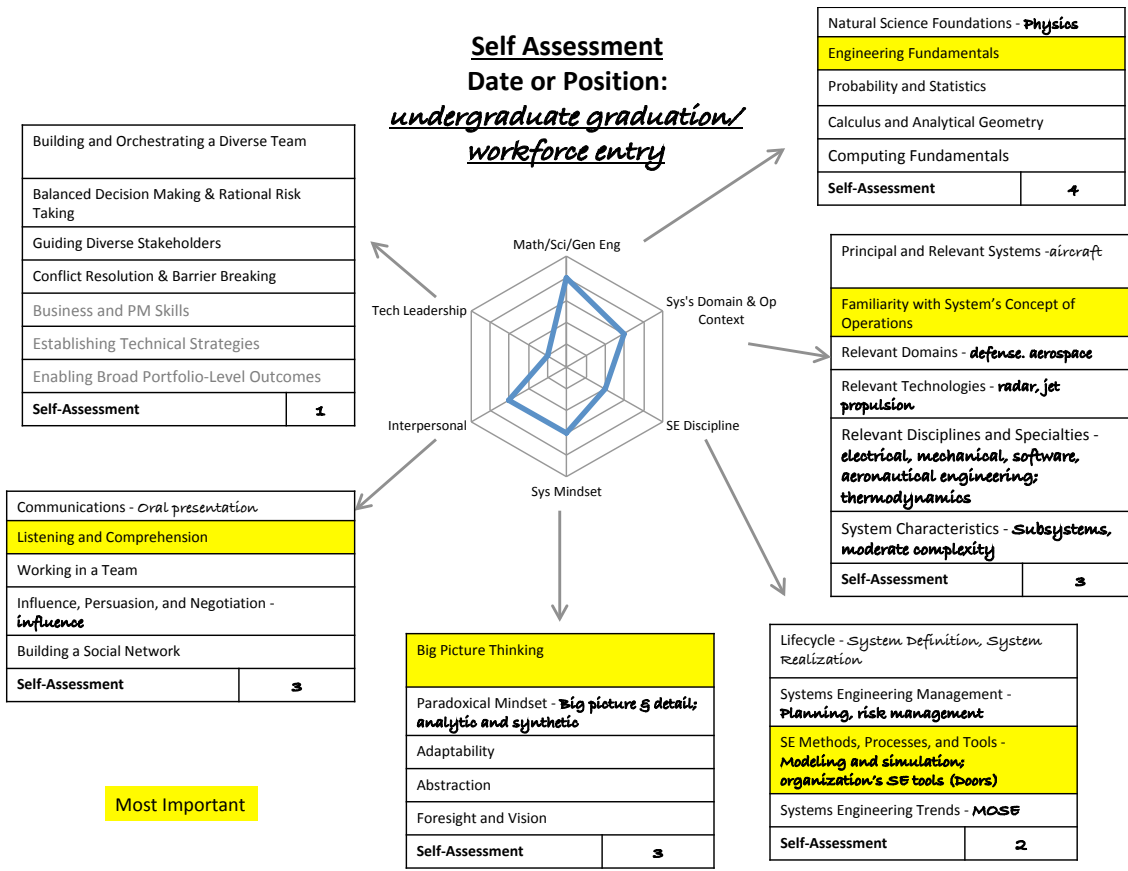 Self Assessment
Date or Position:
undergraduate graduation/
workforce entry
Natural Science Foundations - Physics
Engineering Fundamentals
Probability and Statistics
Calculus and Analytical Geometry
Computing Fundamentals
Self-Assessment 4
Building and Orchestrating a Diverse Team
Balanced Decision Making & Rational Risk
Taking
Guiding Diverse Stakeholders
Conflict Resolution & Barrier Breaking
Business and PM Skills
Establishing Technical Strategies
Enabling Broad Portfolio-Level Outcomes
Self-Assessment 1
Math/Sci/Gen Eng
Sys's Domain & Op
Context
SE Discipline
Sys Mindset
Interpersonal
Tech Leadership
Principal and Relevant Systems -aircraft
Familiarity with System's Concept of
Operations
Relevant Domains - defense. aerospace
Relevant Technologies - radar, jet
propulsion
Relevant Disciplines and Specialties -
electrical, mechanical, software,
aeronautical engineering;
thermodynamics
System Characteristics - Subsystems,
moderate complexity
Self-Assessment 3
Communications - Oral presentation
Listening and Comprehension
Working in a Team
Influence, Persuasion, and Negotiation -
influence
Building a Social Network
Self-Assessment 3
Big Picture Thinking
Paradoxical Mindset - Big picture & detail;
analytic and synthetic
Adaptability
Abstraction
Foresight and Vision
Self-Assessment 3
Lifecycle - System Definition, System
Realization
Systems Engineering Management -
Planning, risk management
SE Methods, Processes, and Tools -
Modeling and simulation;
organization's SE tools (Doors)
Systems Engineering Trends - MOSE
Self-Assessment 2
Most Important